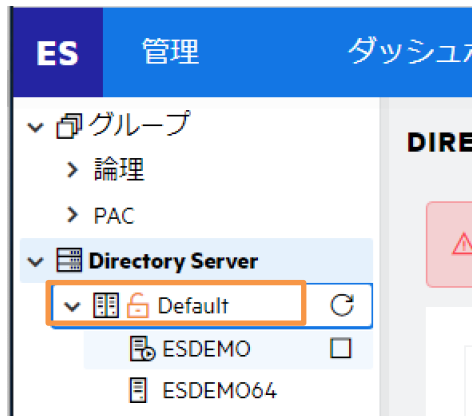 ES 管理 ダッシュ
グループ
論理
PAC
Directory Server
Default
ESDEMO
ESDEMO64
DIRE